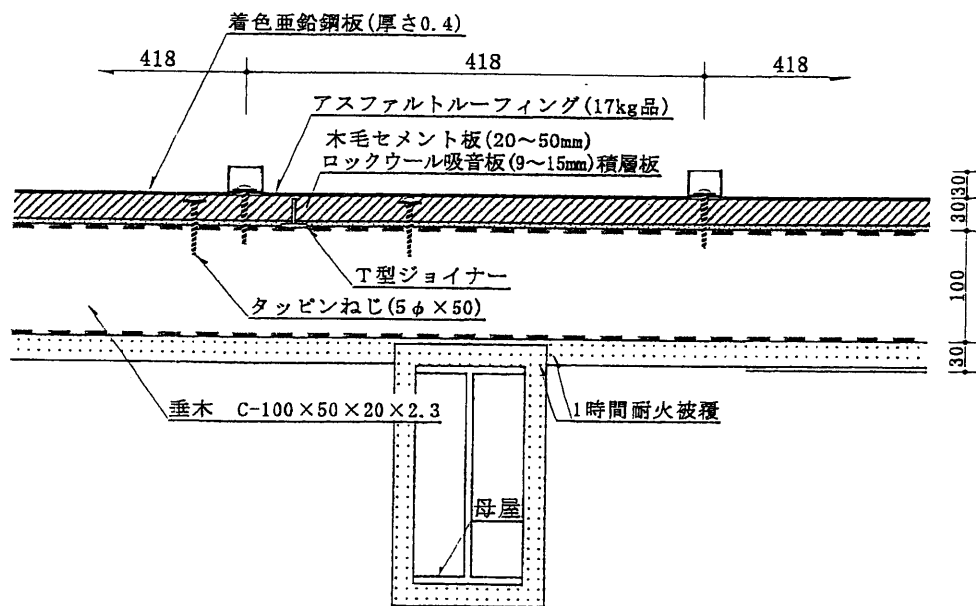 着色亜鉛鋼板(厚さ0.4)
418
418
418
アスファルトルーフィング(17kg品)
木毛セメント板(20〜50mm)
ロックウール吸音板(9〜15mm)積層板
30
30
T型ジョイナー
100
タッピンねじ(5φ×50)
30
垂木 C-100×50×20×2.3
1時間耐火被覆
母屋